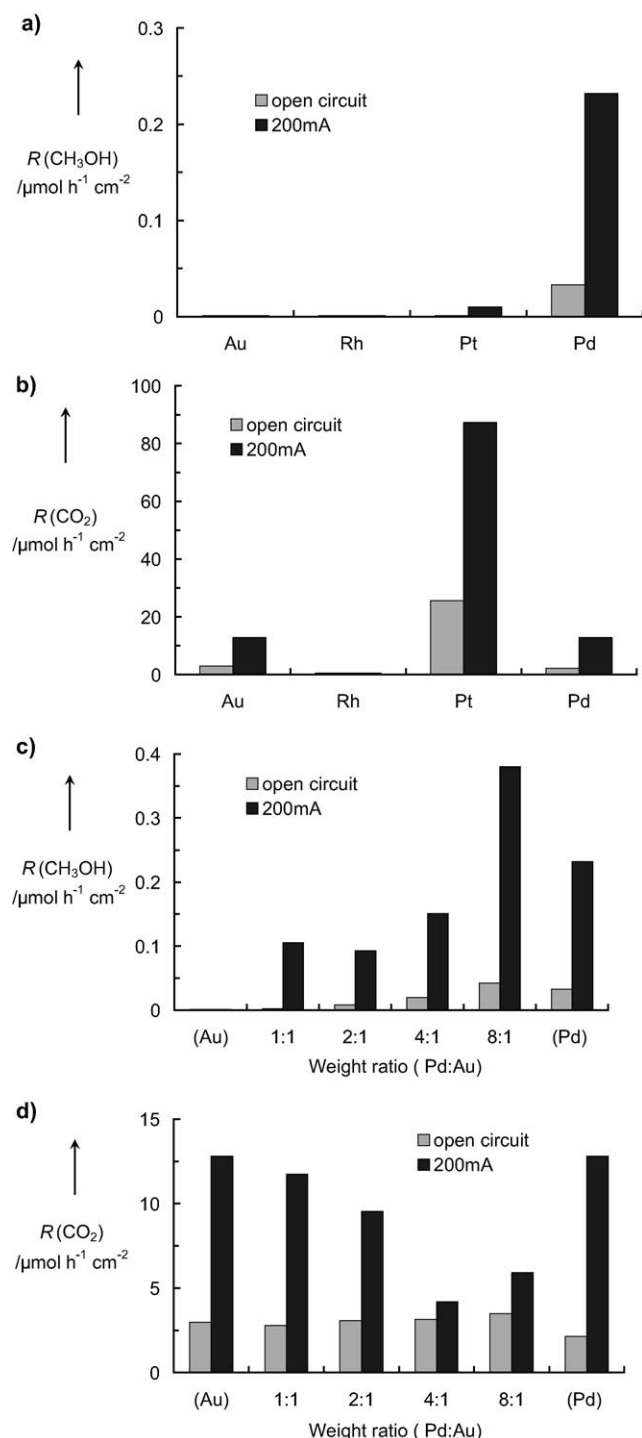 a)
R(CH₃OH)
/μmol h⁻¹ cm⁻²
0.3
0.2
0.1
0
open circuit
200mA
Au Rh Pt Pd
b)
R(CO₂)
/μmol h⁻¹ cm⁻²
100
80
60
40
20
0
open circuit
200mA
Au Rh Pt Pd
c)
R(CH₃OH)
/μmol h⁻¹ cm⁻²
0.4
0.3
0.2
0.1
0
open circuit
200mA
(Au) 1:1 2:1 4:1 8:1 (Pd)
Weight ratio ( Pd:Au)
d)
R(CO₂)
/μmol h⁻¹ cm⁻²
15
10
5
0
open circuit
200mA
(Au) 1:1 2:1 4:1 8:1 (Pd)
Weight ratio (Pd:Au)